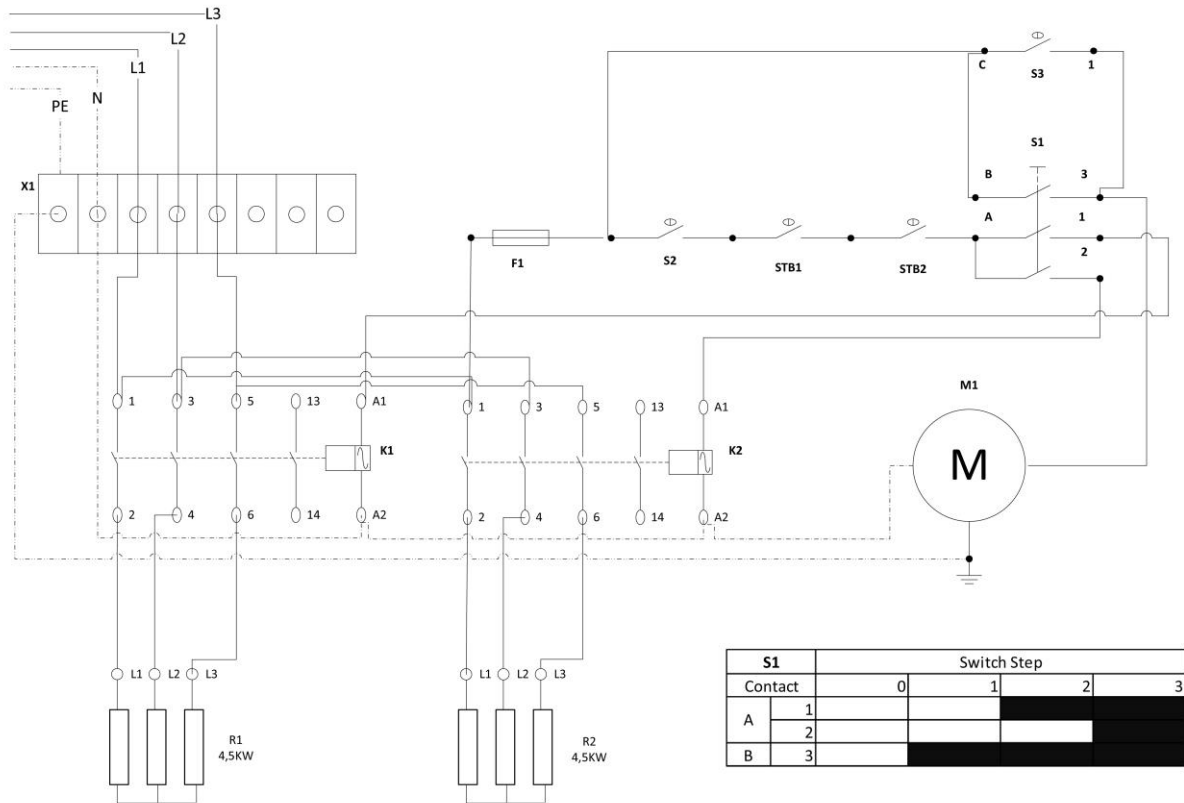 L3
L2
L1
N
PE
X1
C
S3
1
S1
B
3
A
1
2
F1
S2
STB1
STB2
M1
M
1
3
5
13
A1
K1
2
4
6
14
A2
1
3
5
13
A1
K2
2
4
6
14
A2
L1
L2
L3
R1
4,5KW
L1
L2
L3
R2
4,5KW
S1 Switch Step
Contact 0 1 2 3
A 1
2
B 3